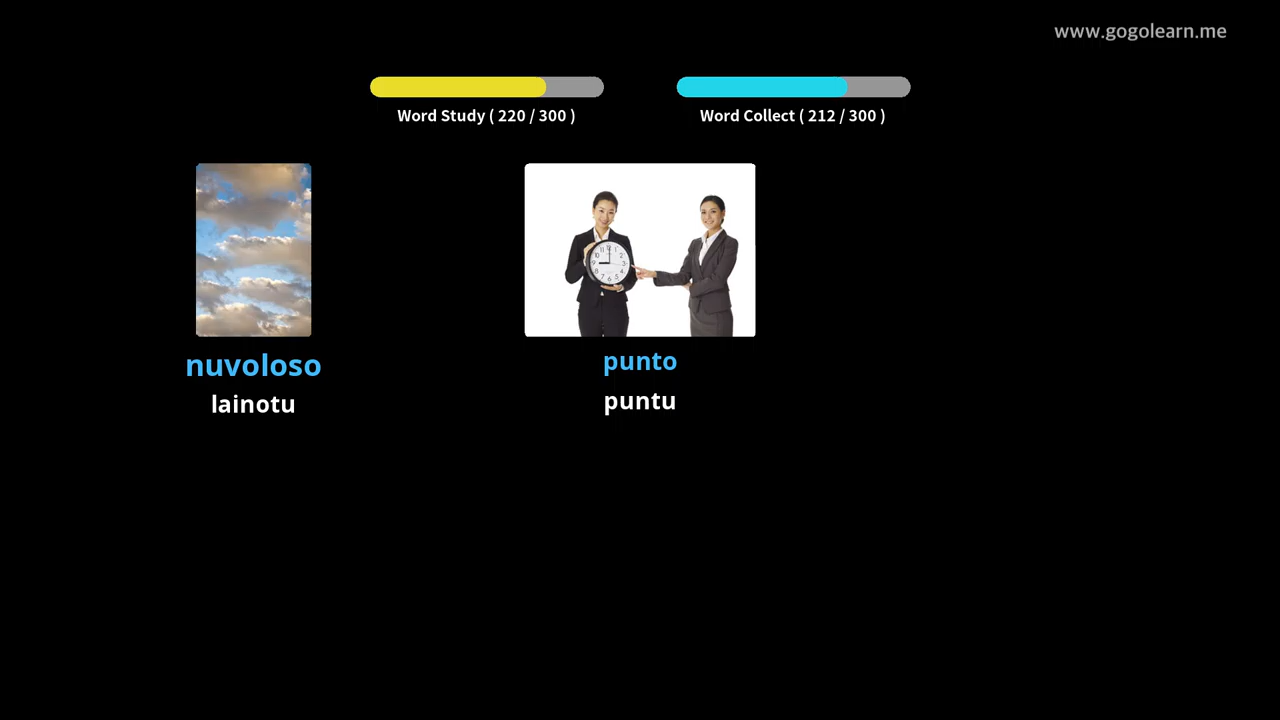 www.gogolearn.me
Word Study ( 220 / 300 )
Word Collect ( 212 / 300 )
nuvoloso
lainotu
punto
puntu